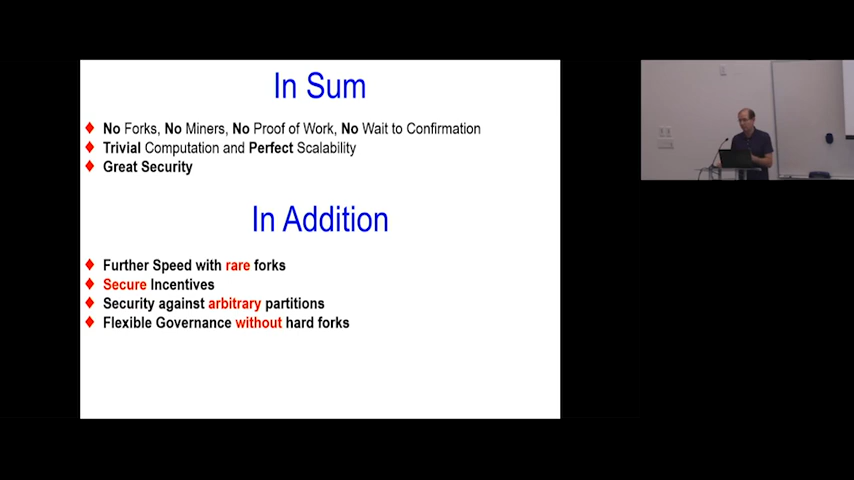 In Sum
No Forks, No Miners, No Proof of Work, No Wait to Confirmation
Trivial Computation and Perfect Scalability
Great Security
In Addition
Further Speed with rare forks
Secure Incentives
Security against arbitrary partitions
Flexible Governance without hard forks